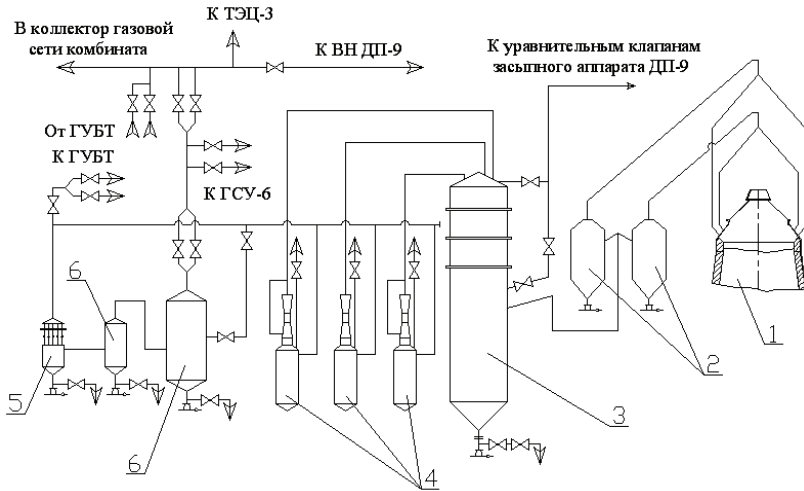 В коллектор газовой
сети комбината
К ТЭЦ-3
К ВН ДП-9
К уравнительным клапанам
засыпного аппарата ДП-9
От ГУБТ
К ГУБТ
К ГСУ-6
6
5
6
4
3
2
1